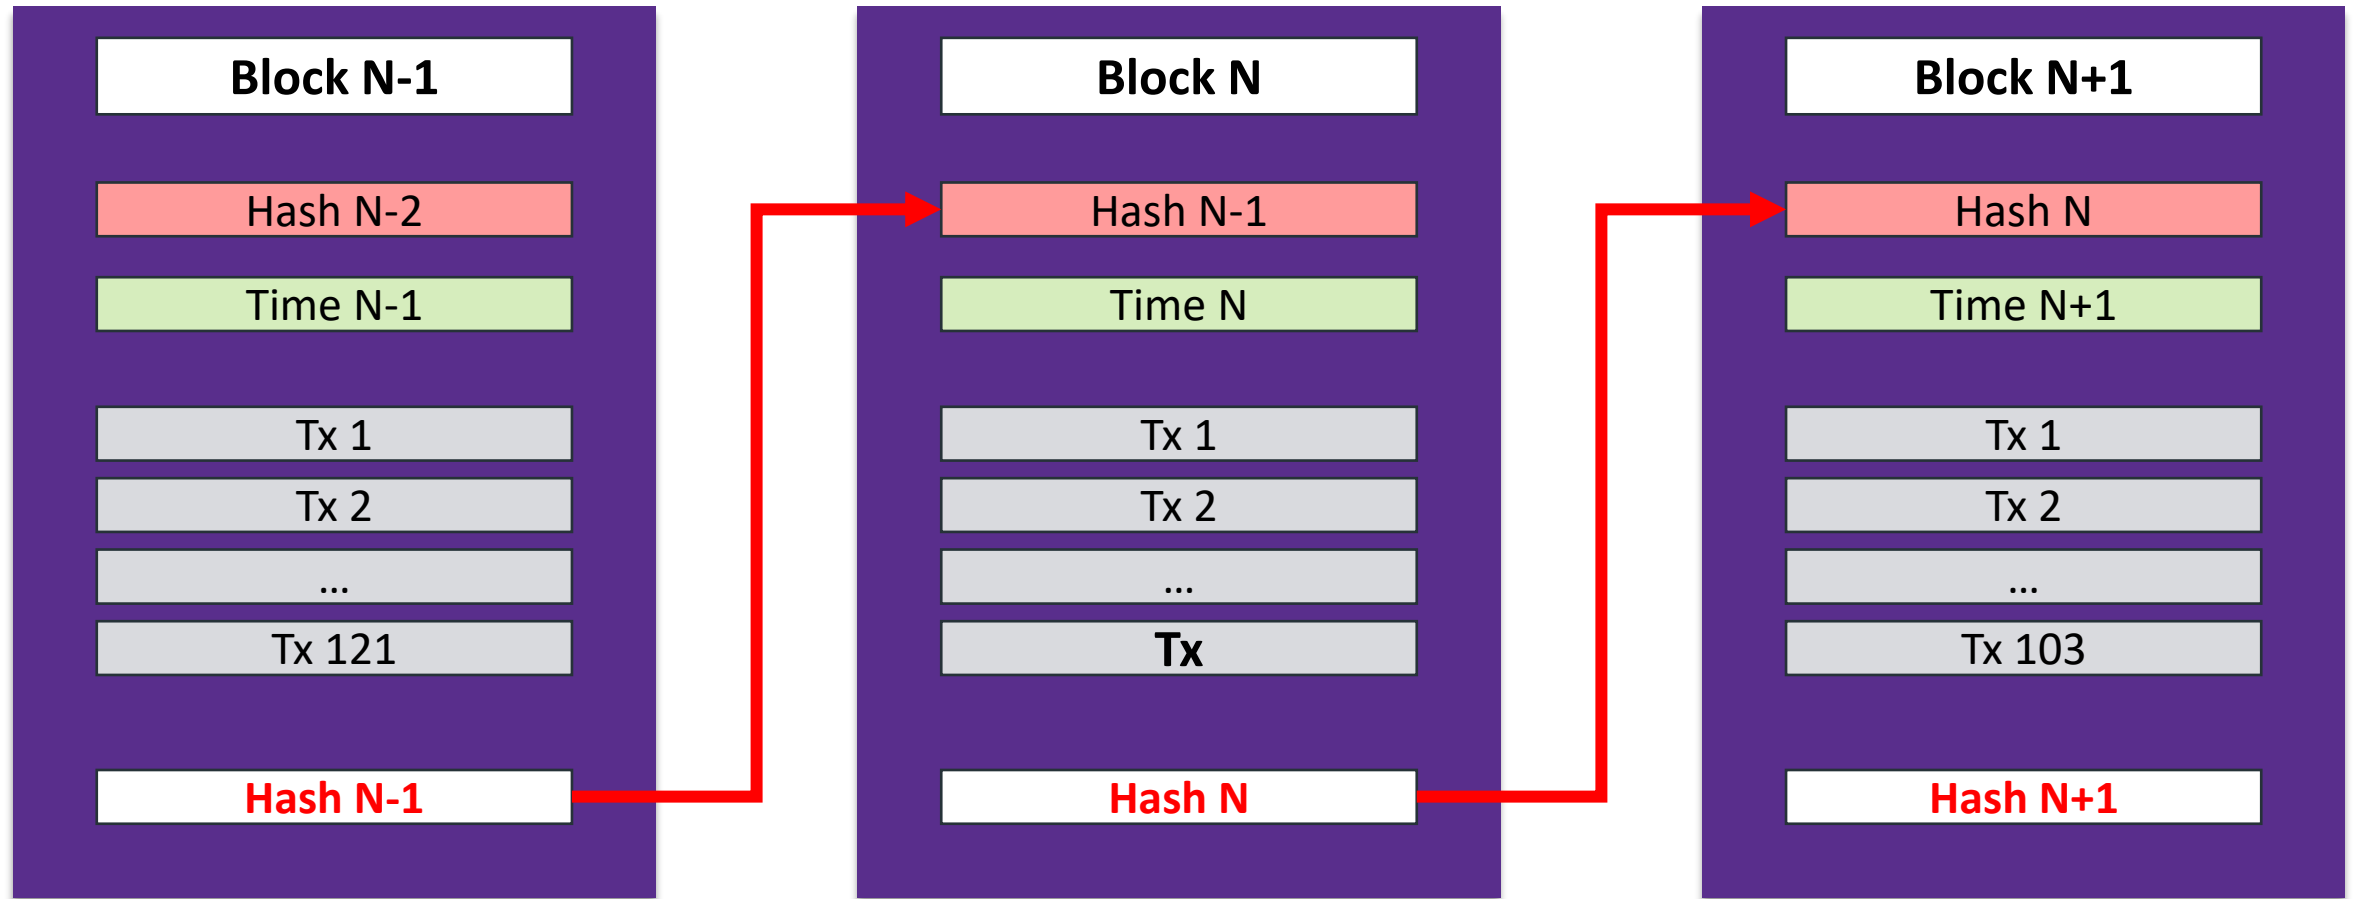 Block N-1
Hash N-2
Time N-1
Tx 1
Tx 2
...
Tx 121
Hash N-1
Block N
Hash N-1
Time N
Tx 1
Tx 2
...
Tx
Hash N
Block N+1
Hash N
Time N+1
Tx 1
Tx 2
...
Tx 103
Hash N+1